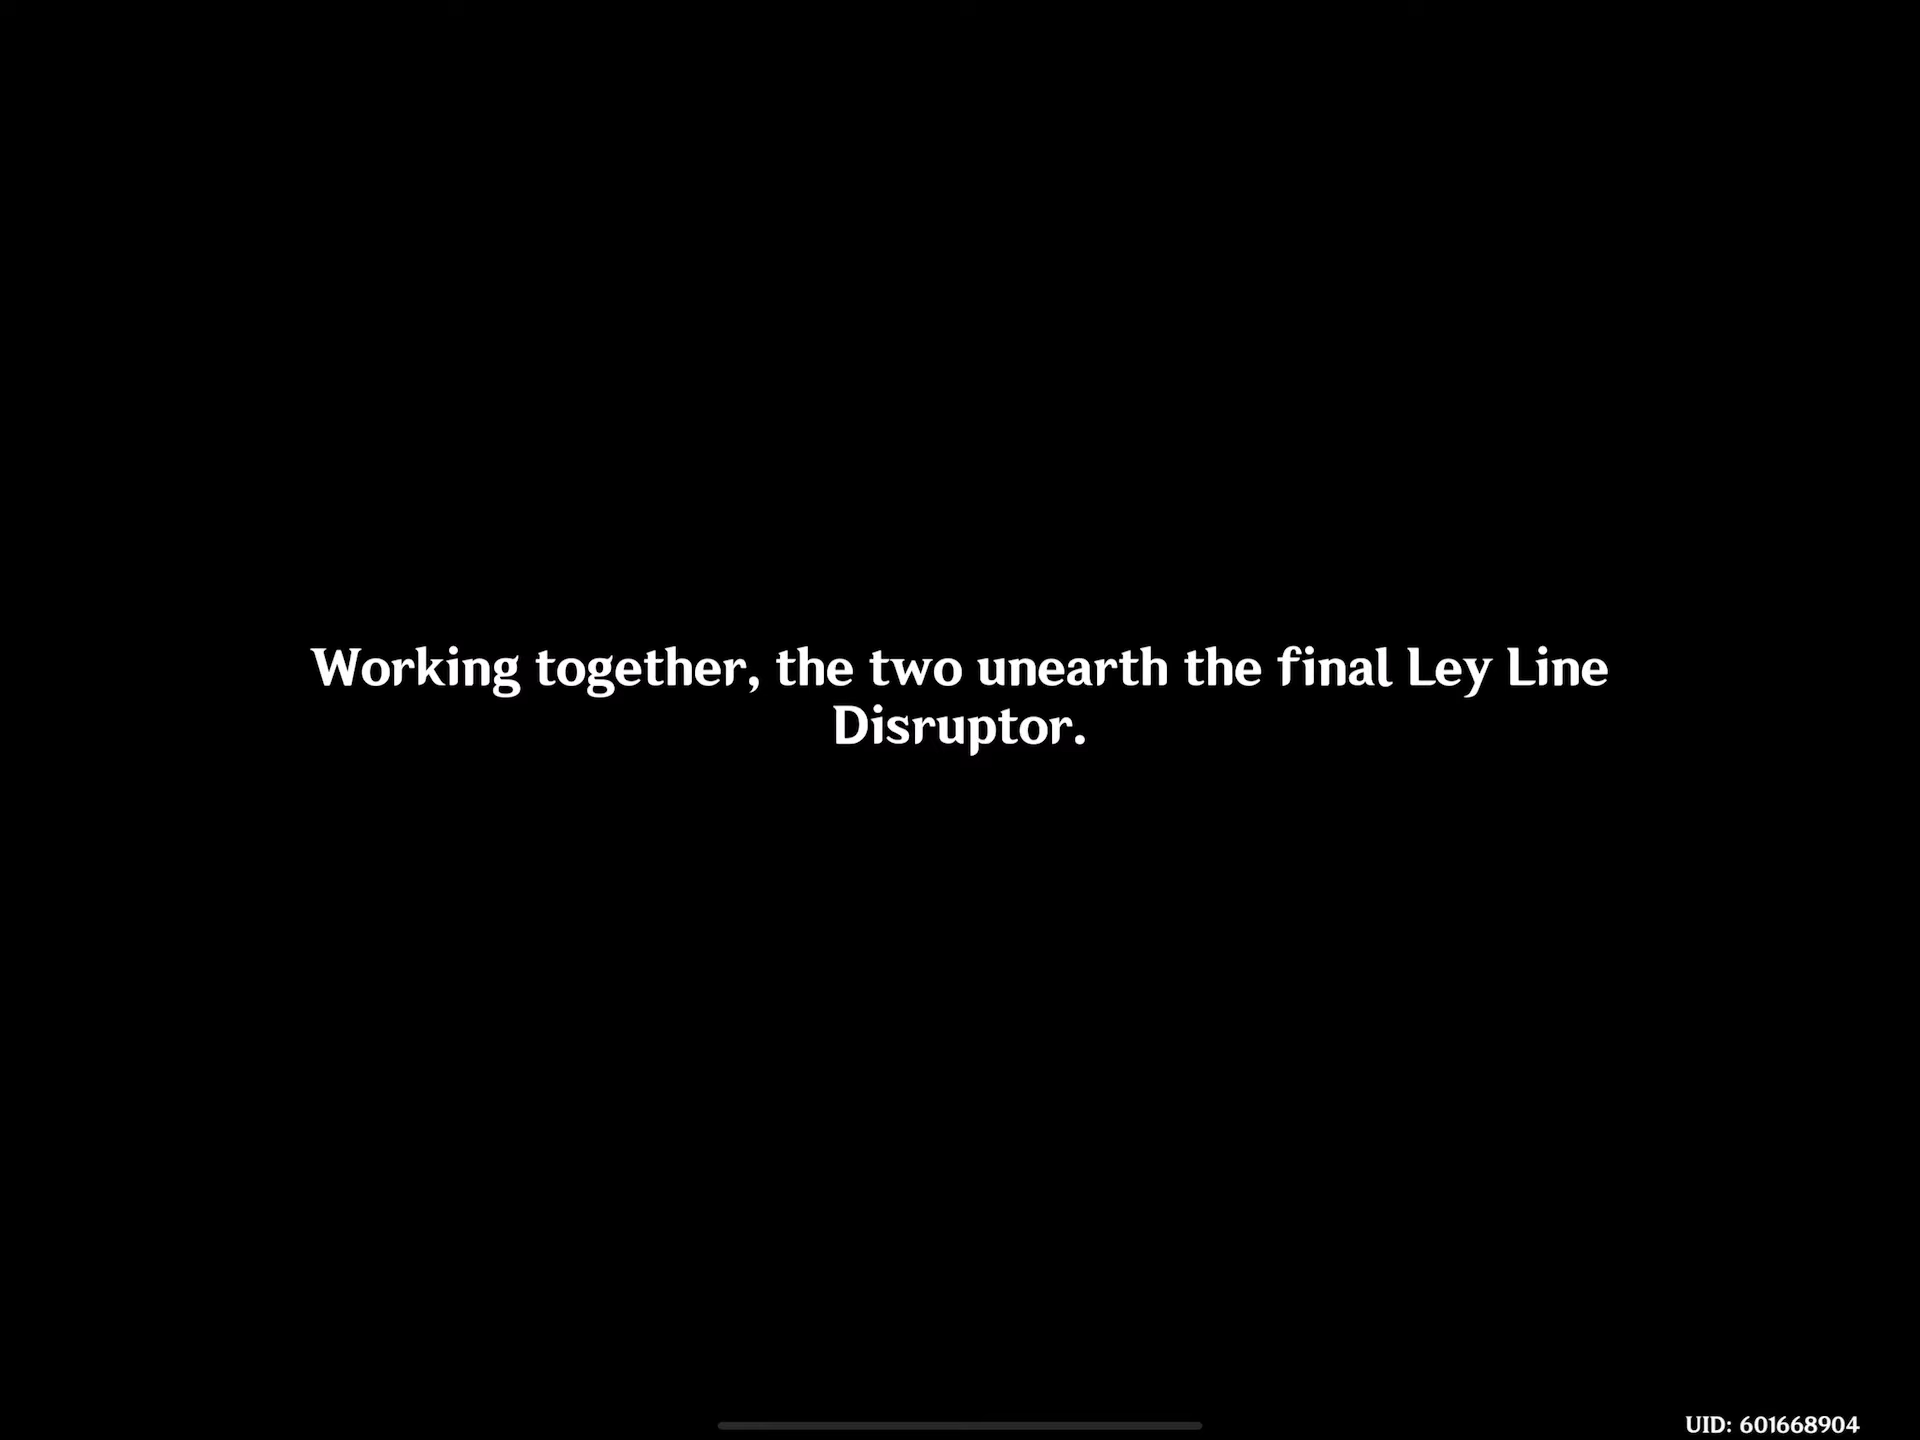 Working together, the two unearth the final Ley Line
Disruptor.
UID: 601668904